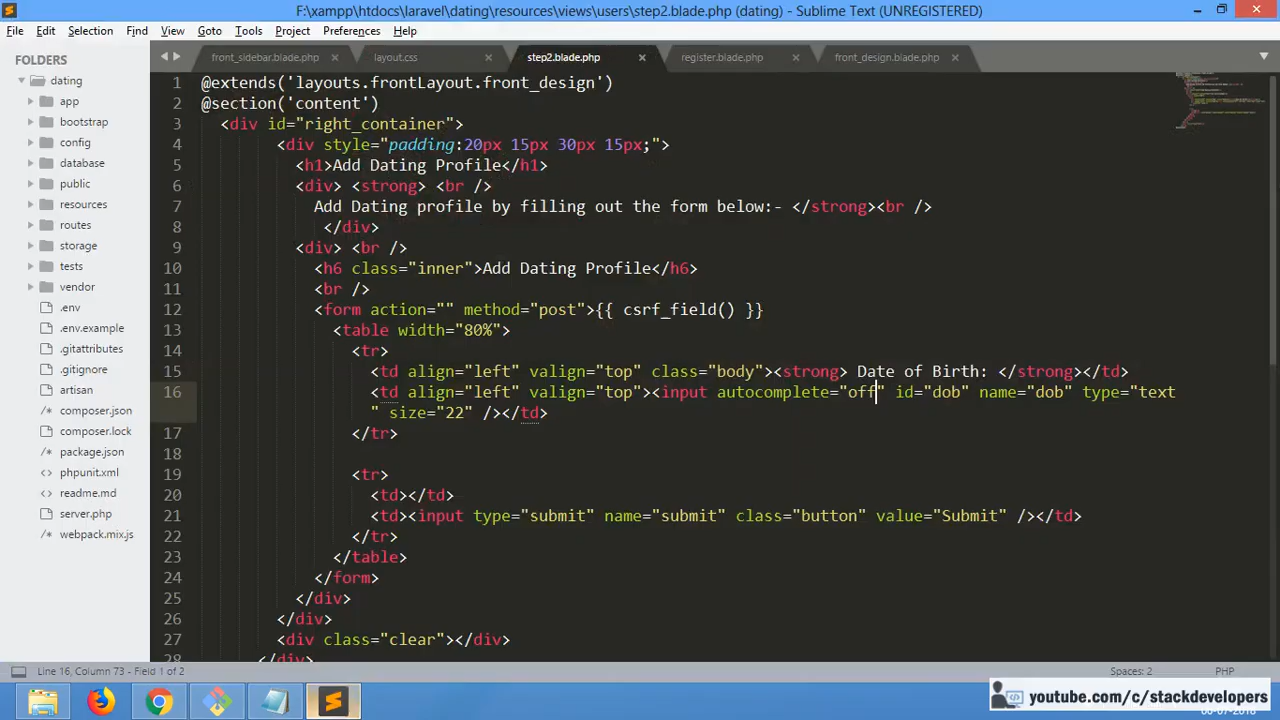 F:\xampp\htdocs\laravel\dating\resources\views\users\step2.blade.php (dating) - Sublime Text (UNREGISTERED)
File Edit Selection Find View Goto Tools Project Preferences Help
FOLDERS
dating
app
bootstrap
config
database
public
resources
routes
storage
tests
vendor
.env
.env.example
.gitattributes
.gitignore
artisan
composer.json
composer.lock
package.json
phpunit.xml
readme.md
server.php
webpack.mix.js
front_sidebar.blade.php × layout.css × step2.blade.php × register.blade.php × front_design.blade.php ×
1 @extends('layouts.frontLayout.front_design')
2 @section('content')
3 <div id="right_container">
4 <div style="padding:20px 15px 30px 15px;">
5 <h1>Add Dating Profile</h1>
6 <div> <strong> <br />
7 Add Dating profile by filling out the form below:- </strong><br />
8 </div>
9 <div> <br />
10 <h6 class="inner">Add Dating Profile</h6>
11 <br />
12 <form action="" method="post">{{ csrf_field() }}
13 <table width="80%">
14 <tr>
15 <td align="left" valign="top" class="body"><strong> Date of Birth: </strong></td>
16 <td align="left" valign="top"><input autocomplete="off" id="dob" name="dob" type="text
" size="22" /></td>
17 </tr>
18
19 <tr>
20 <td></td>
21 <td><input type="submit" name="submit" class="button" value="Submit" /></td>
22 </tr>
23 </table>
24 </form>
25 </div>
26 </div>
27 <div class="clear"></div>
28 </div>
Line 16, Column 73 - Field 1 of 2
Spaces: 2
PHP
youtube.com/c/stackdevelopers